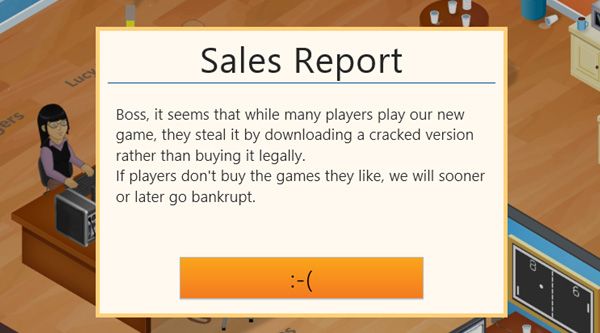 Sales Report
Lucy
Boss, it seems that while many players play our new
game, they steal it by downloading a cracked version
rather than buying it legally.
If players don't buy the games they like, we will sooner
or later go bankrupt.
:-(
8 6